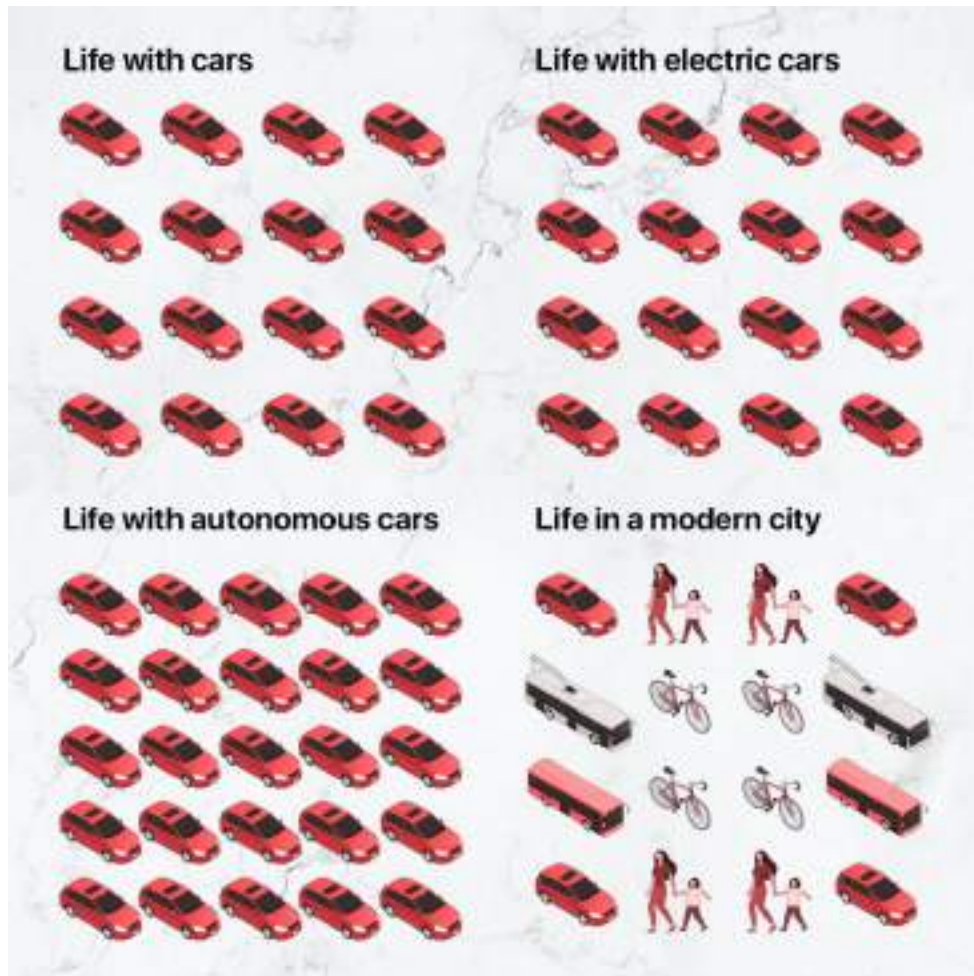 Life with cars
Life with electric cars
Life with autonomous cars
Life in a modern city